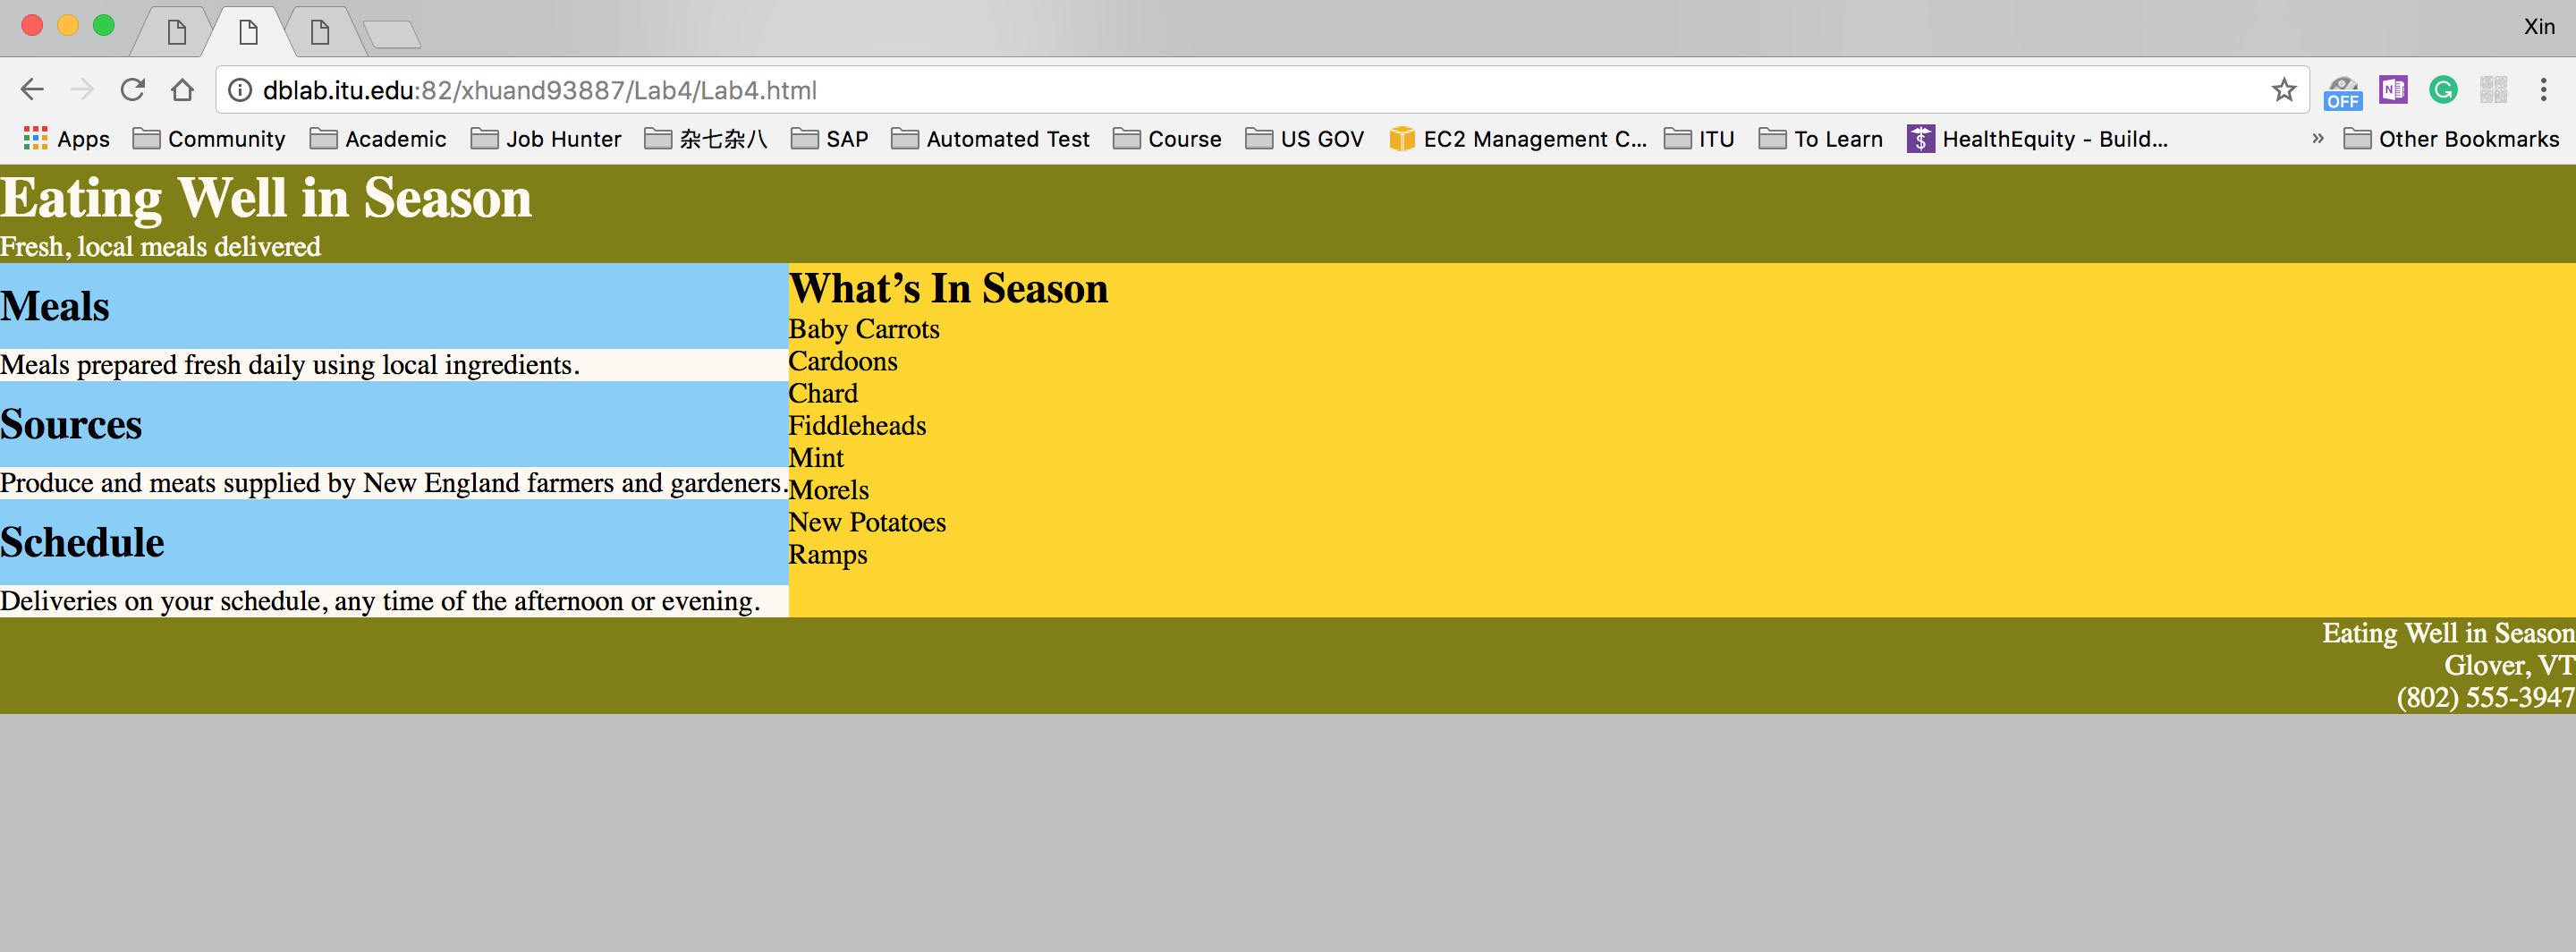 Xin
dblab.itu.edu:82/xhuand93887/Lab4/Lab4.html
OFF
N
G
Apps Community Academic Job Hunter 杂七杂八 SAP Automated Test Course US GOV EC2 Management C... ITU To Learn HealthEquity - Build... » Other Bookmarks
Eating Well in Season
Fresh, local meals delivered
Meals
Meals prepared fresh daily using local ingredients.
Sources
Produce and meats supplied by New England farmers and gardeners.
Schedule
Deliveries on your schedule, any time of the afternoon or evening.
What’s In Season
Baby Carrots
Cardoons
Chard
Fiddleheads
Mint
Morels
New Potatoes
Ramps
Eating Well in Season
Glover, VT
(802) 555-3947